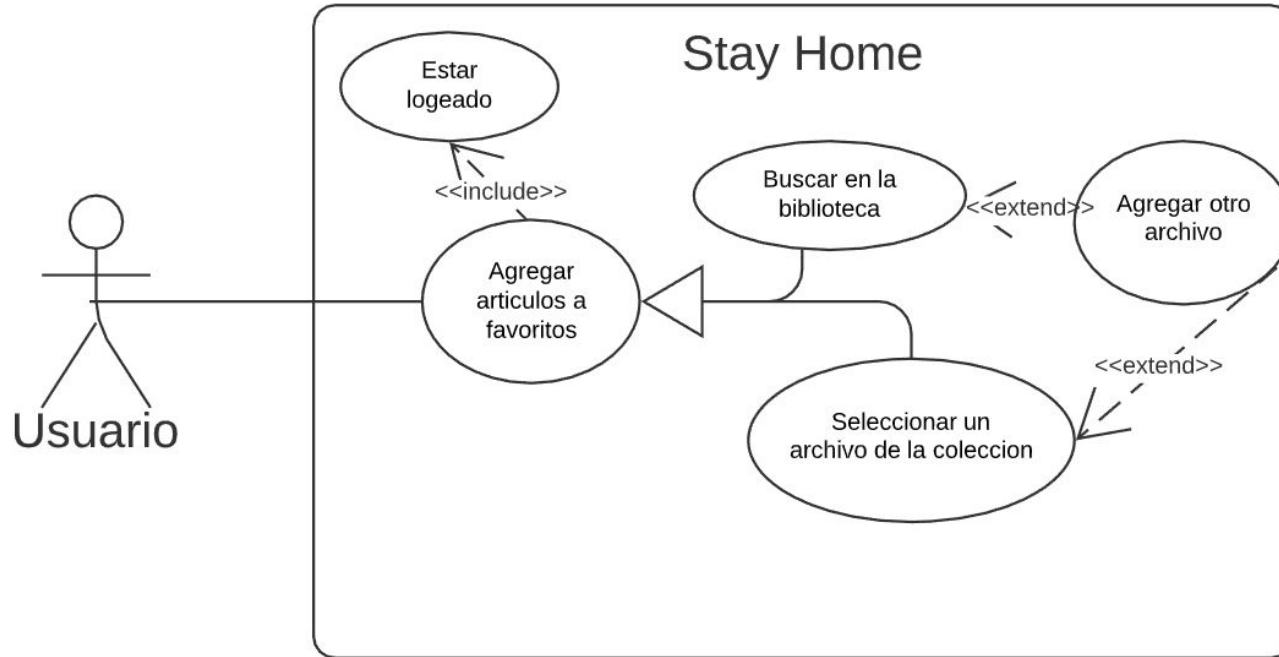 Stay Home
Estar
logeado
<<include>>
Buscar en la
biblioteca
<<extend>>
Agregar otro
archivo
Agregar
articulos a
favoritos
<<extend>>
Usuario
Seleccionar un
archivo de la coleccion